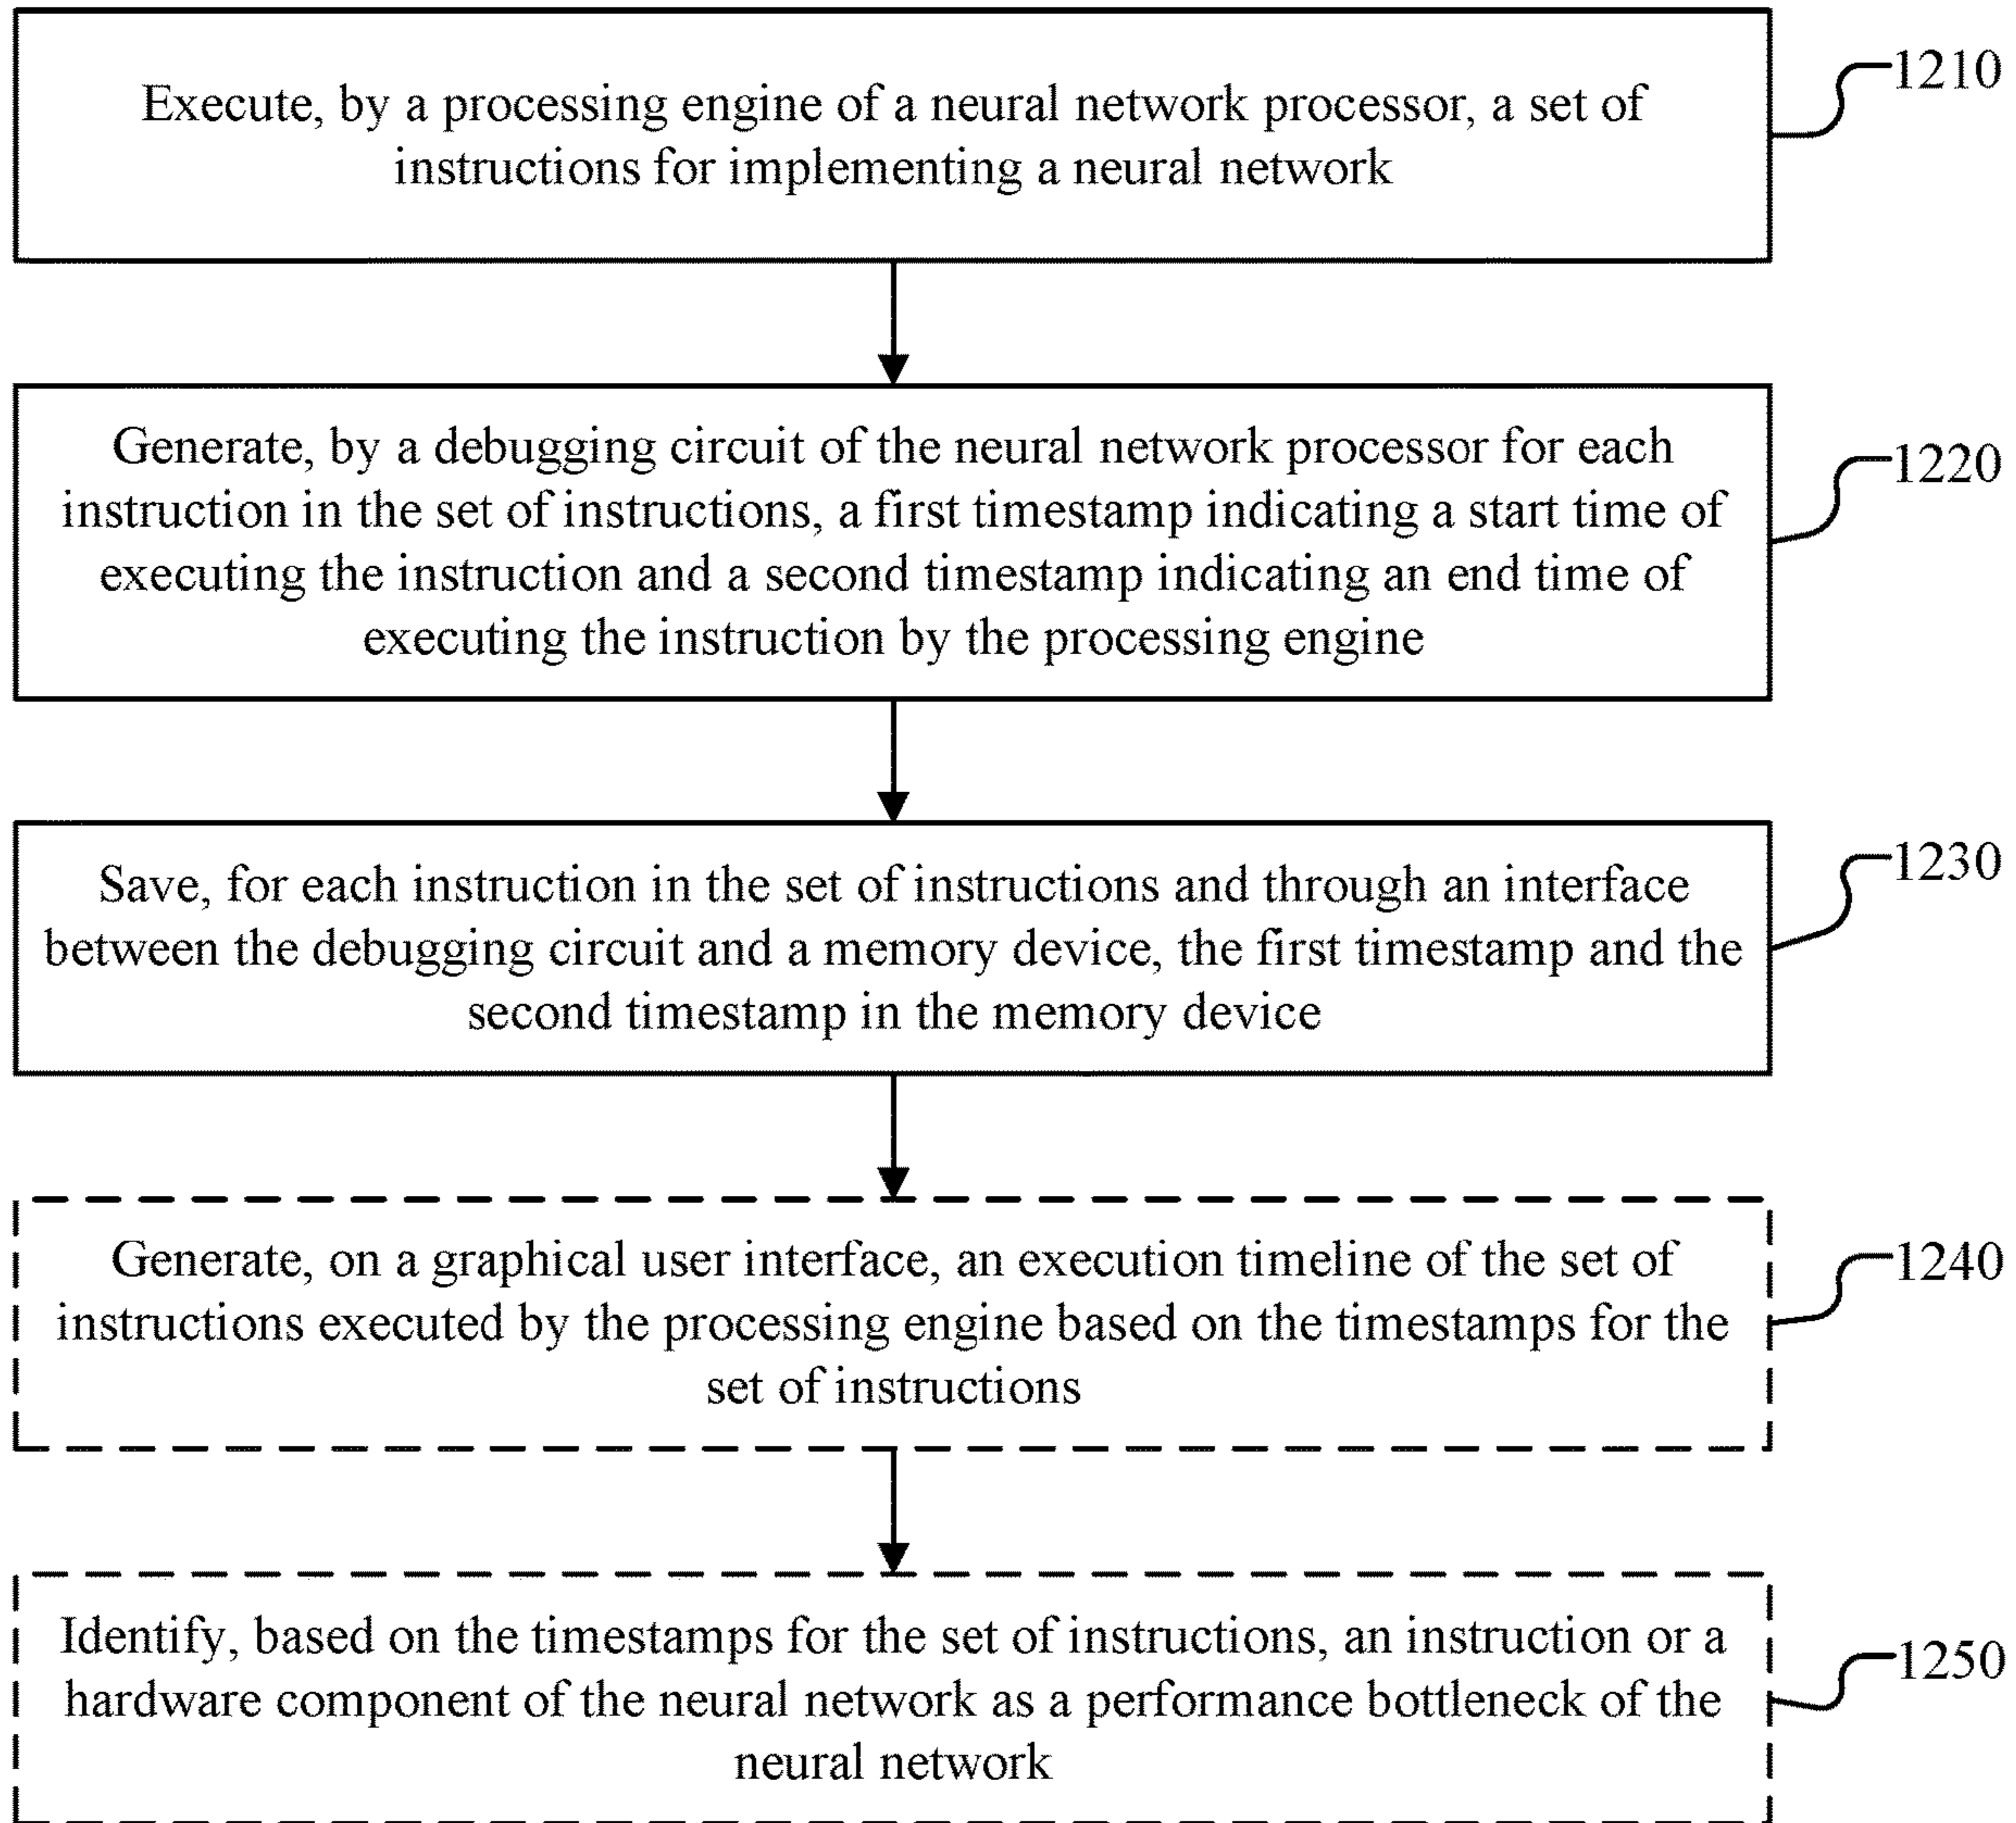 Execute, by a processing engine of a neural network processor, a set of
instructions for implementing a neural network
1210
Generate, by a debugging circuit of the neural network processor for each
instruction in the set of instructions, a first timestamp indicating a start time of
executing the instruction and a second timestamp indicating an end time of
executing the instruction by the processing engine
1220
Save, for each instruction in the set of instructions and through an interface
between the debugging circuit and a memory device, the first timestamp and the
second timestamp in the memory device
1230
Generate, on a graphical user interface, an execution timeline of the set of
instructions executed by the processing engine based on the timestamps for the
set of instructions
1240
Identify, based on the timestamps for the set of instructions, an instruction or a
hardware component of the neural network as a performance bottleneck of the
neural network
1250